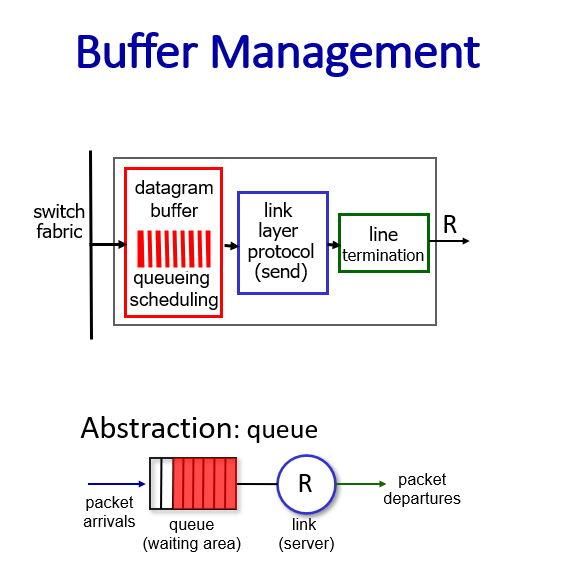 Buffer Management
switch
fabric
datagram
buffer
queueing
scheduling
link
layer
protocol
(send)
line
termination
R
Abstraction: queue
packet
arrivals
queue
(waiting area)
R
link
(server)
packet
departures